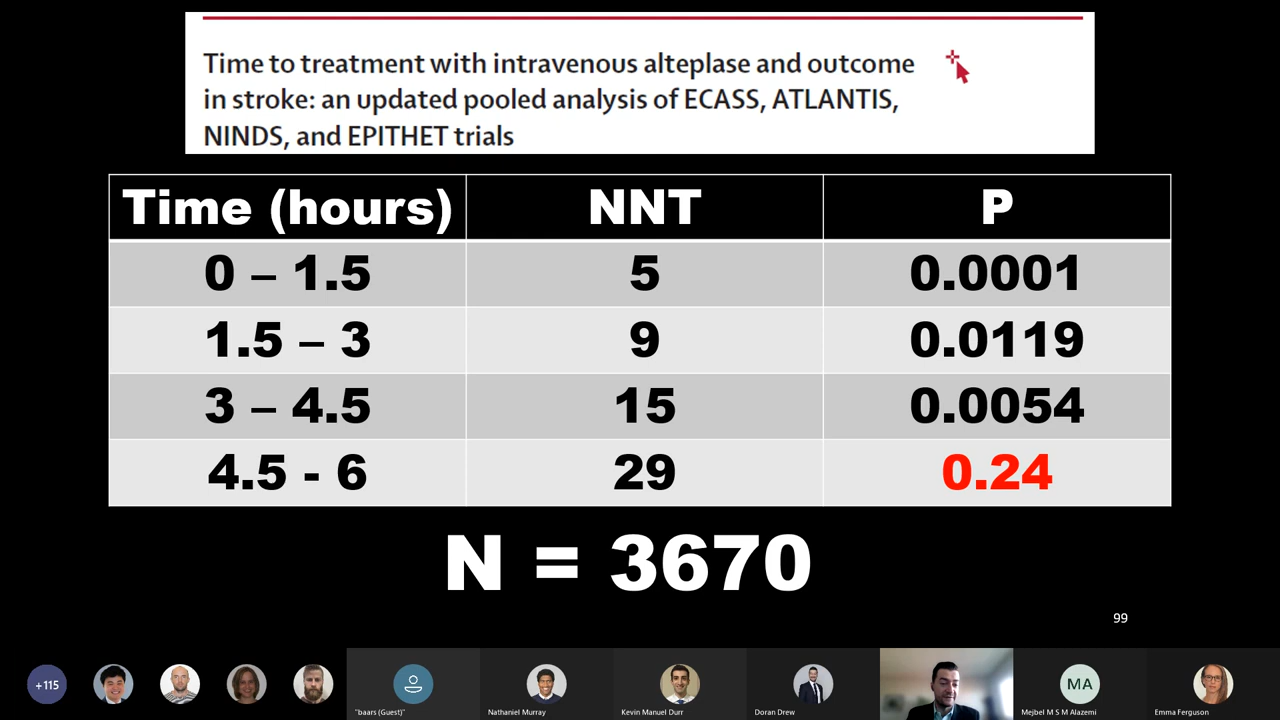 Time to treatment with intravenous alteplase and outcome
in stroke: an updated pooled analysis of ECASS, ATLANTIS,
NINDS, and EPITHET trials
Time (hours) NNT P
0 – 1.5 5 0.0001
1.5 – 3 9 0.0119
3 – 4.5 15 0.0054
4.5 - 6 29 0.24
N = 3670
99
+115
MA
"baars (Guest)" Nathaniel Murray Kevin Manuel Durr Doran Drew Mejbel M S M Alazemi Emma Ferguson